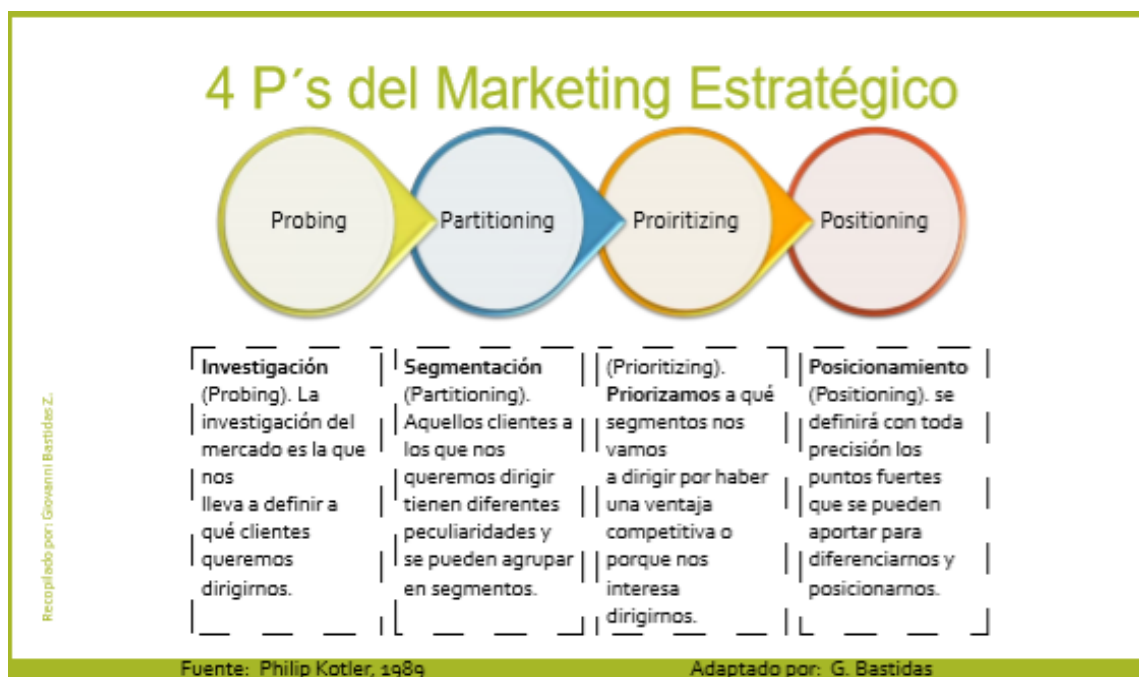 4 P´s del Marketing Estratégico
Probing
Partitioning
Proiritizing
Positioning
Investigación
(Probing). La
investigación del
mercado es la que
nos
lleva a definir a
qué clientes
queremos
dirigirnos.
Segmentación
(Partitioning).
Aquellos clientes a
los que nos
queremos dirigir
tienen diferentes
peculiaridades y
se pueden agrupar
en segmentos.
(Prioritizing).
Priorizamos a qué
segmentos nos
vamos
a dirigir por haber
una ventaja
competitiva o
porque nos
interesa
dirigirnos.
Posicionamiento
(Positioning). se
definirá con toda
precisión los
puntos fuertes
que se pueden
aportar para
diferenciarnos y
posicionarnos.
Recopilado por: Giovanni Bastidas Z.
Fuente: Philip Kotler, 1989
Adaptado por: G. Bastidas